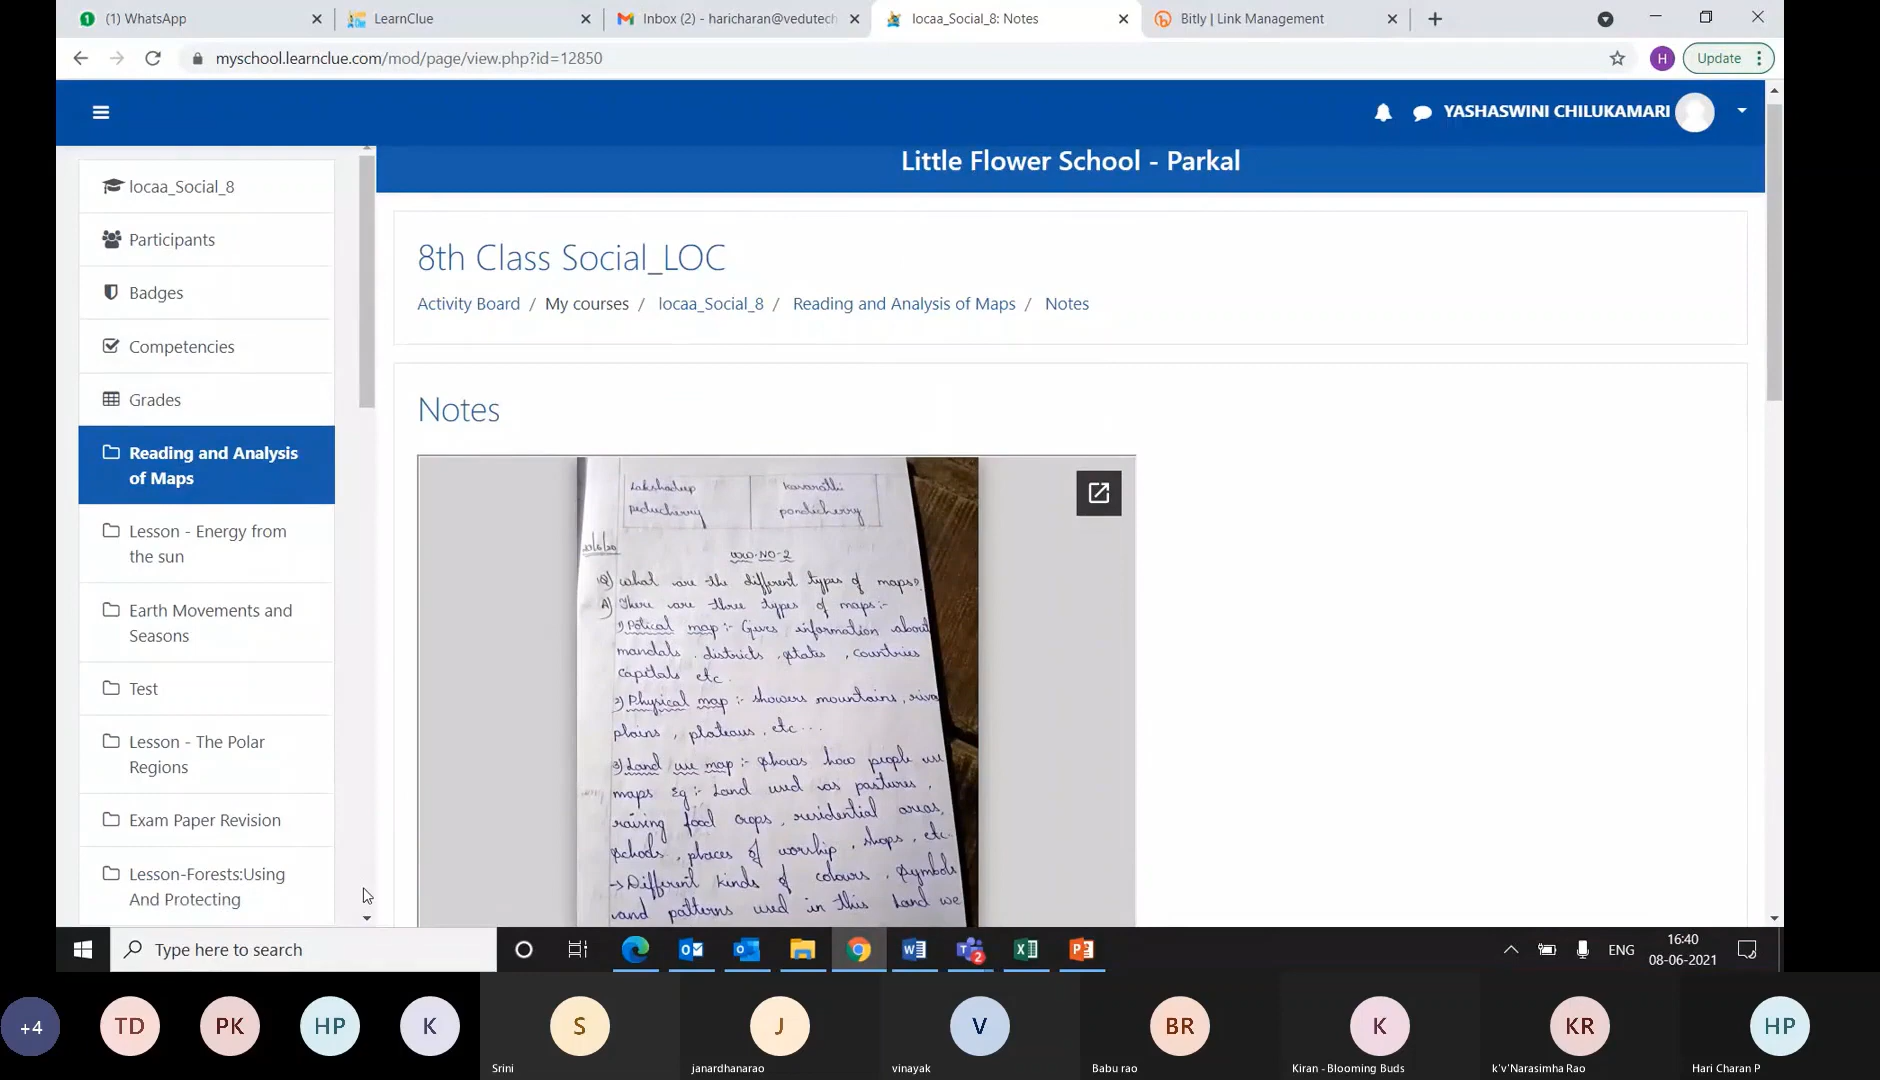 (1) WhatsApp
LearnClue
Inbox (2) - haricharan@vedutech
locaa_Social_8: Notes
Bitly | Link Management
myschool.learnclue.com/mod/page/view.php?id=12850
H
Update
YASHASWINI CHILUKAMARI
Little Flower School - Parkal
locaa_Social_8
Participants
Badges
Competencies
Grades
Reading and Analysis
of Maps
Lesson - Energy from
the sun
Earth Movements and
Seasons
Test
Lesson - The Polar
Regions
Exam Paper Revision
Lesson-Forests:Using
And Protecting
8th Class Social_LOC
Activity Board / My courses / locaa_Social_8 / Reading and Analysis of Maps / Notes
Notes
Lakshadeep
Kavarathi
puducherry
pondicherry
NO-2
Q) What are the different types of maps?
A) There are three types of maps:-
1) Potical map :- Gives information about
mandals, districts, states, countries
capitals etc.
2) Physical map :- showers mountains,
plains, plateaus, etc...
3) Land use map :- shows how people use
maps Eg :- Land used as pastures,
raising food crops, residential areas,
schools, places of worship, shops, etc
→ Different kinds of colours, symbols
and patterns used in this Land use
Type here to search
ENG
16:40
08-06-2021
2
+4
TD
PK
HP
K
S
J
V
BR
K
KR
HP
Srini
janardhanarao
vinayak
Babu rao
Kiran - Blooming Buds
k'v'Narasimha Rao
Hari Charan P